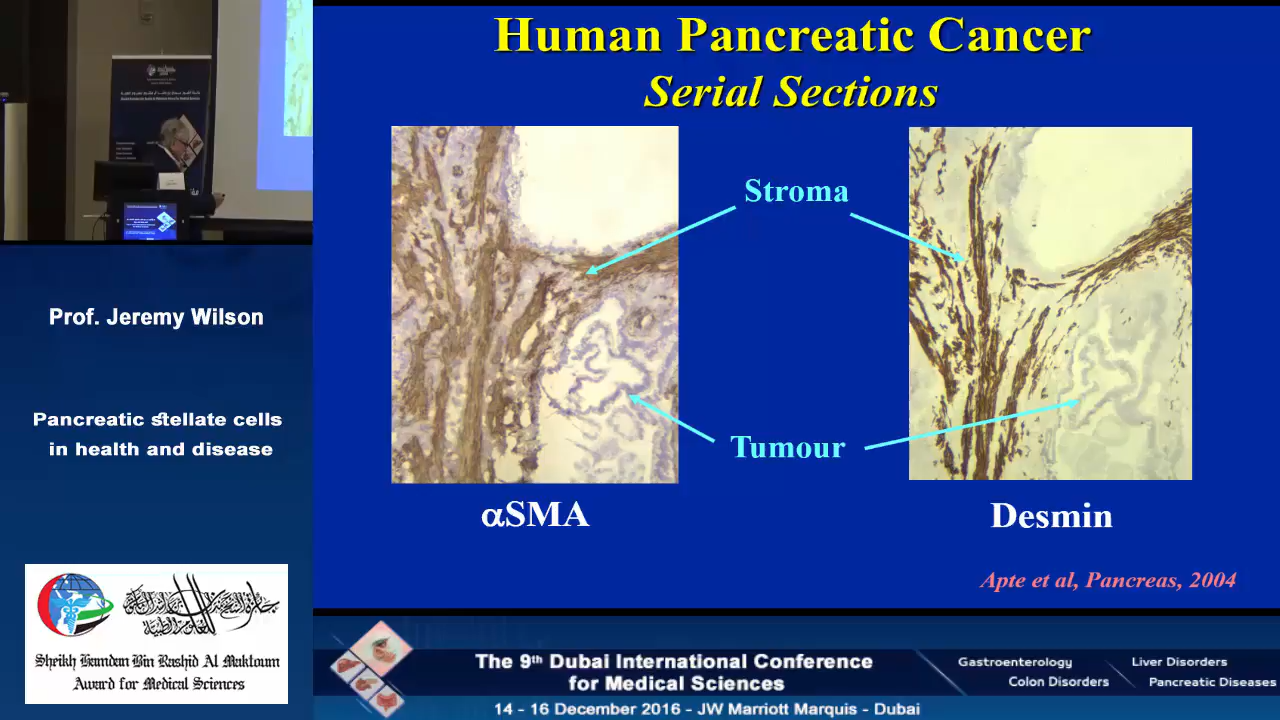 Human Pancreatic Cancer
Serial Sections
Stroma
Tumour
αSMA
Desmin
Apte et al, Pancreas, 2004
Prof. Jeremy Wilson
Pancreatic stellate cells
in health and disease
Sheikh Hamdan Bin Rashid Al Maktoum
Award for Medical Sciences
The 9th Dubai International Conference
for Medical Sciences
14 - 16 December 2016 - JW Marriott Marquis - Dubai
Gastroenterology
Liver Disorders
Colon Disorders
Pancreatic Diseases